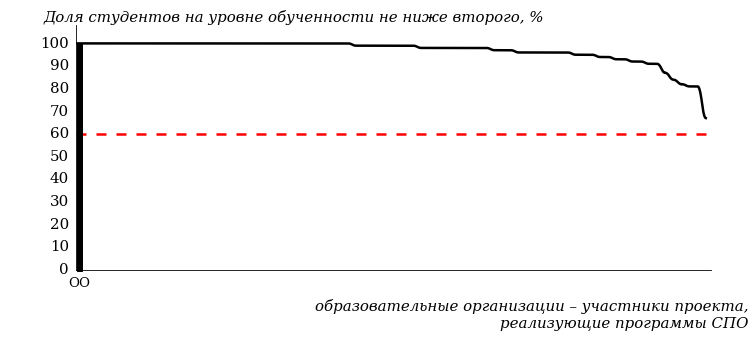 Доля студентов на уровне обученности не ниже второго, %
100
90
80
70
60
50
40
30
20
10
0
ОО
образовательные организации – участники проекта,
реализующие программы СПО